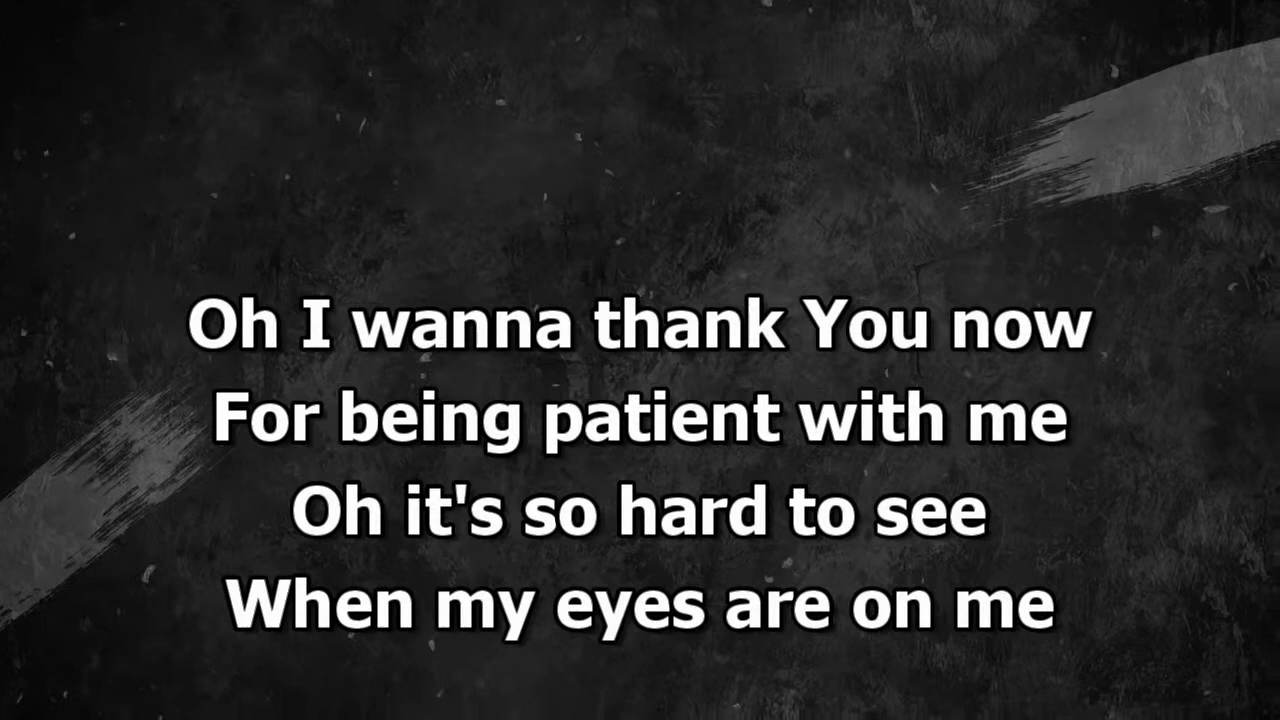 Oh I wanna thank You now
For being patient with me
Oh it's so hard to see
When my eyes are on me